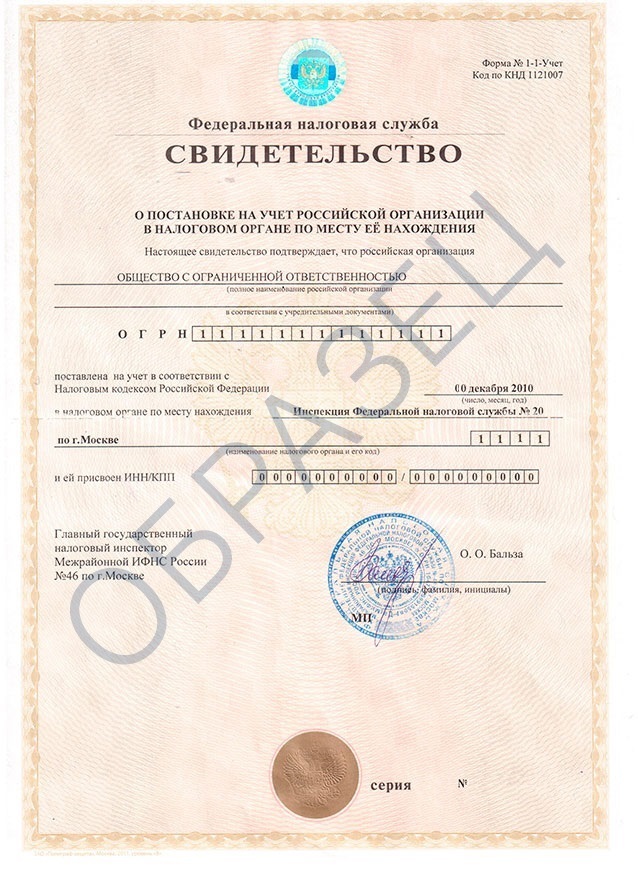 Форма № 1-1-Учет
Код по КНД 1121007
Федеральная налоговая служба
СВИДЕТЕЛЬСТВО
О ПОСТАНОВКЕ НА УЧЕТ РОССИЙСКОЙ ОРГАНИЗАЦИИ
В НАЛОГОВОМ ОРГАНЕ ПО МЕСТУ ЕЁ НАХОЖДЕНИЯ
Настоящее свидетельство подтверждает, что российская организация
ОБЩЕСТВО С ОГРАНИЧЕННОЙ ОТВЕТСТВЕННОСТЬЮ
(полное наименование российской организации
в соответствии с учредительными документами)
ОГРН 1 1 1 1 1 1 1 1 1 1 1 1 1
поставлена на учет в соответствии с
Налоговым кодексом Российской Федерации 00 декабря 2010
(число, месяц, год)
в налоговом органе по месту нахождения Инспекция Федеральной налоговой службы № 20
по г.Москве 1 1 1 1
(наименование налогового органа и его код)
и ей присвоен ИНН/КПП 0 0 0 0 0 0 0 0 0 0 / 0 0 0 0 0 0 0 0 0
Главный государственный
налоговый инспектор
Межрайонной ИФНС России
№46 по г.Москве
О. О. Бальза
(подпись, фамилия, инициалы)
МП
серия №
ОБРАЗЕЦ